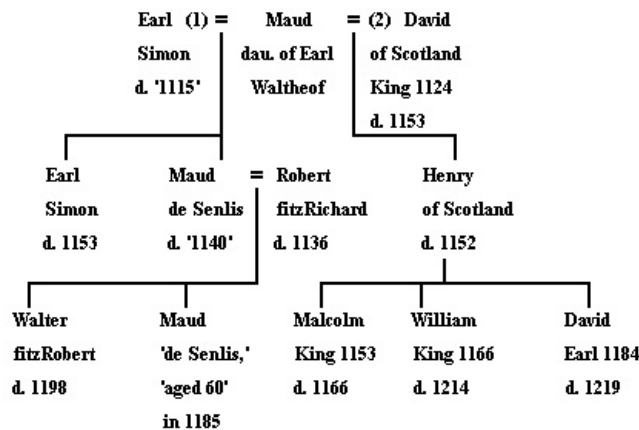 Earl (1) = Maud = (2) David
Simon dau. of Earl of Scotland
d. '1115' Waltheof King 1124
d. 1153
Earl Maud = Robert Henry
Simon de Senlis fitzRichard of Scotland
d. 1153 d. '1140' d. 1136 d. 1152
Walter Maud Malcolm William David
fitzRobert 'de Senlis,' King 1153 King 1166 Earl 1184
d. 1198 'aged 60' d. 1166 d. 1214 d. 1219
in 1185